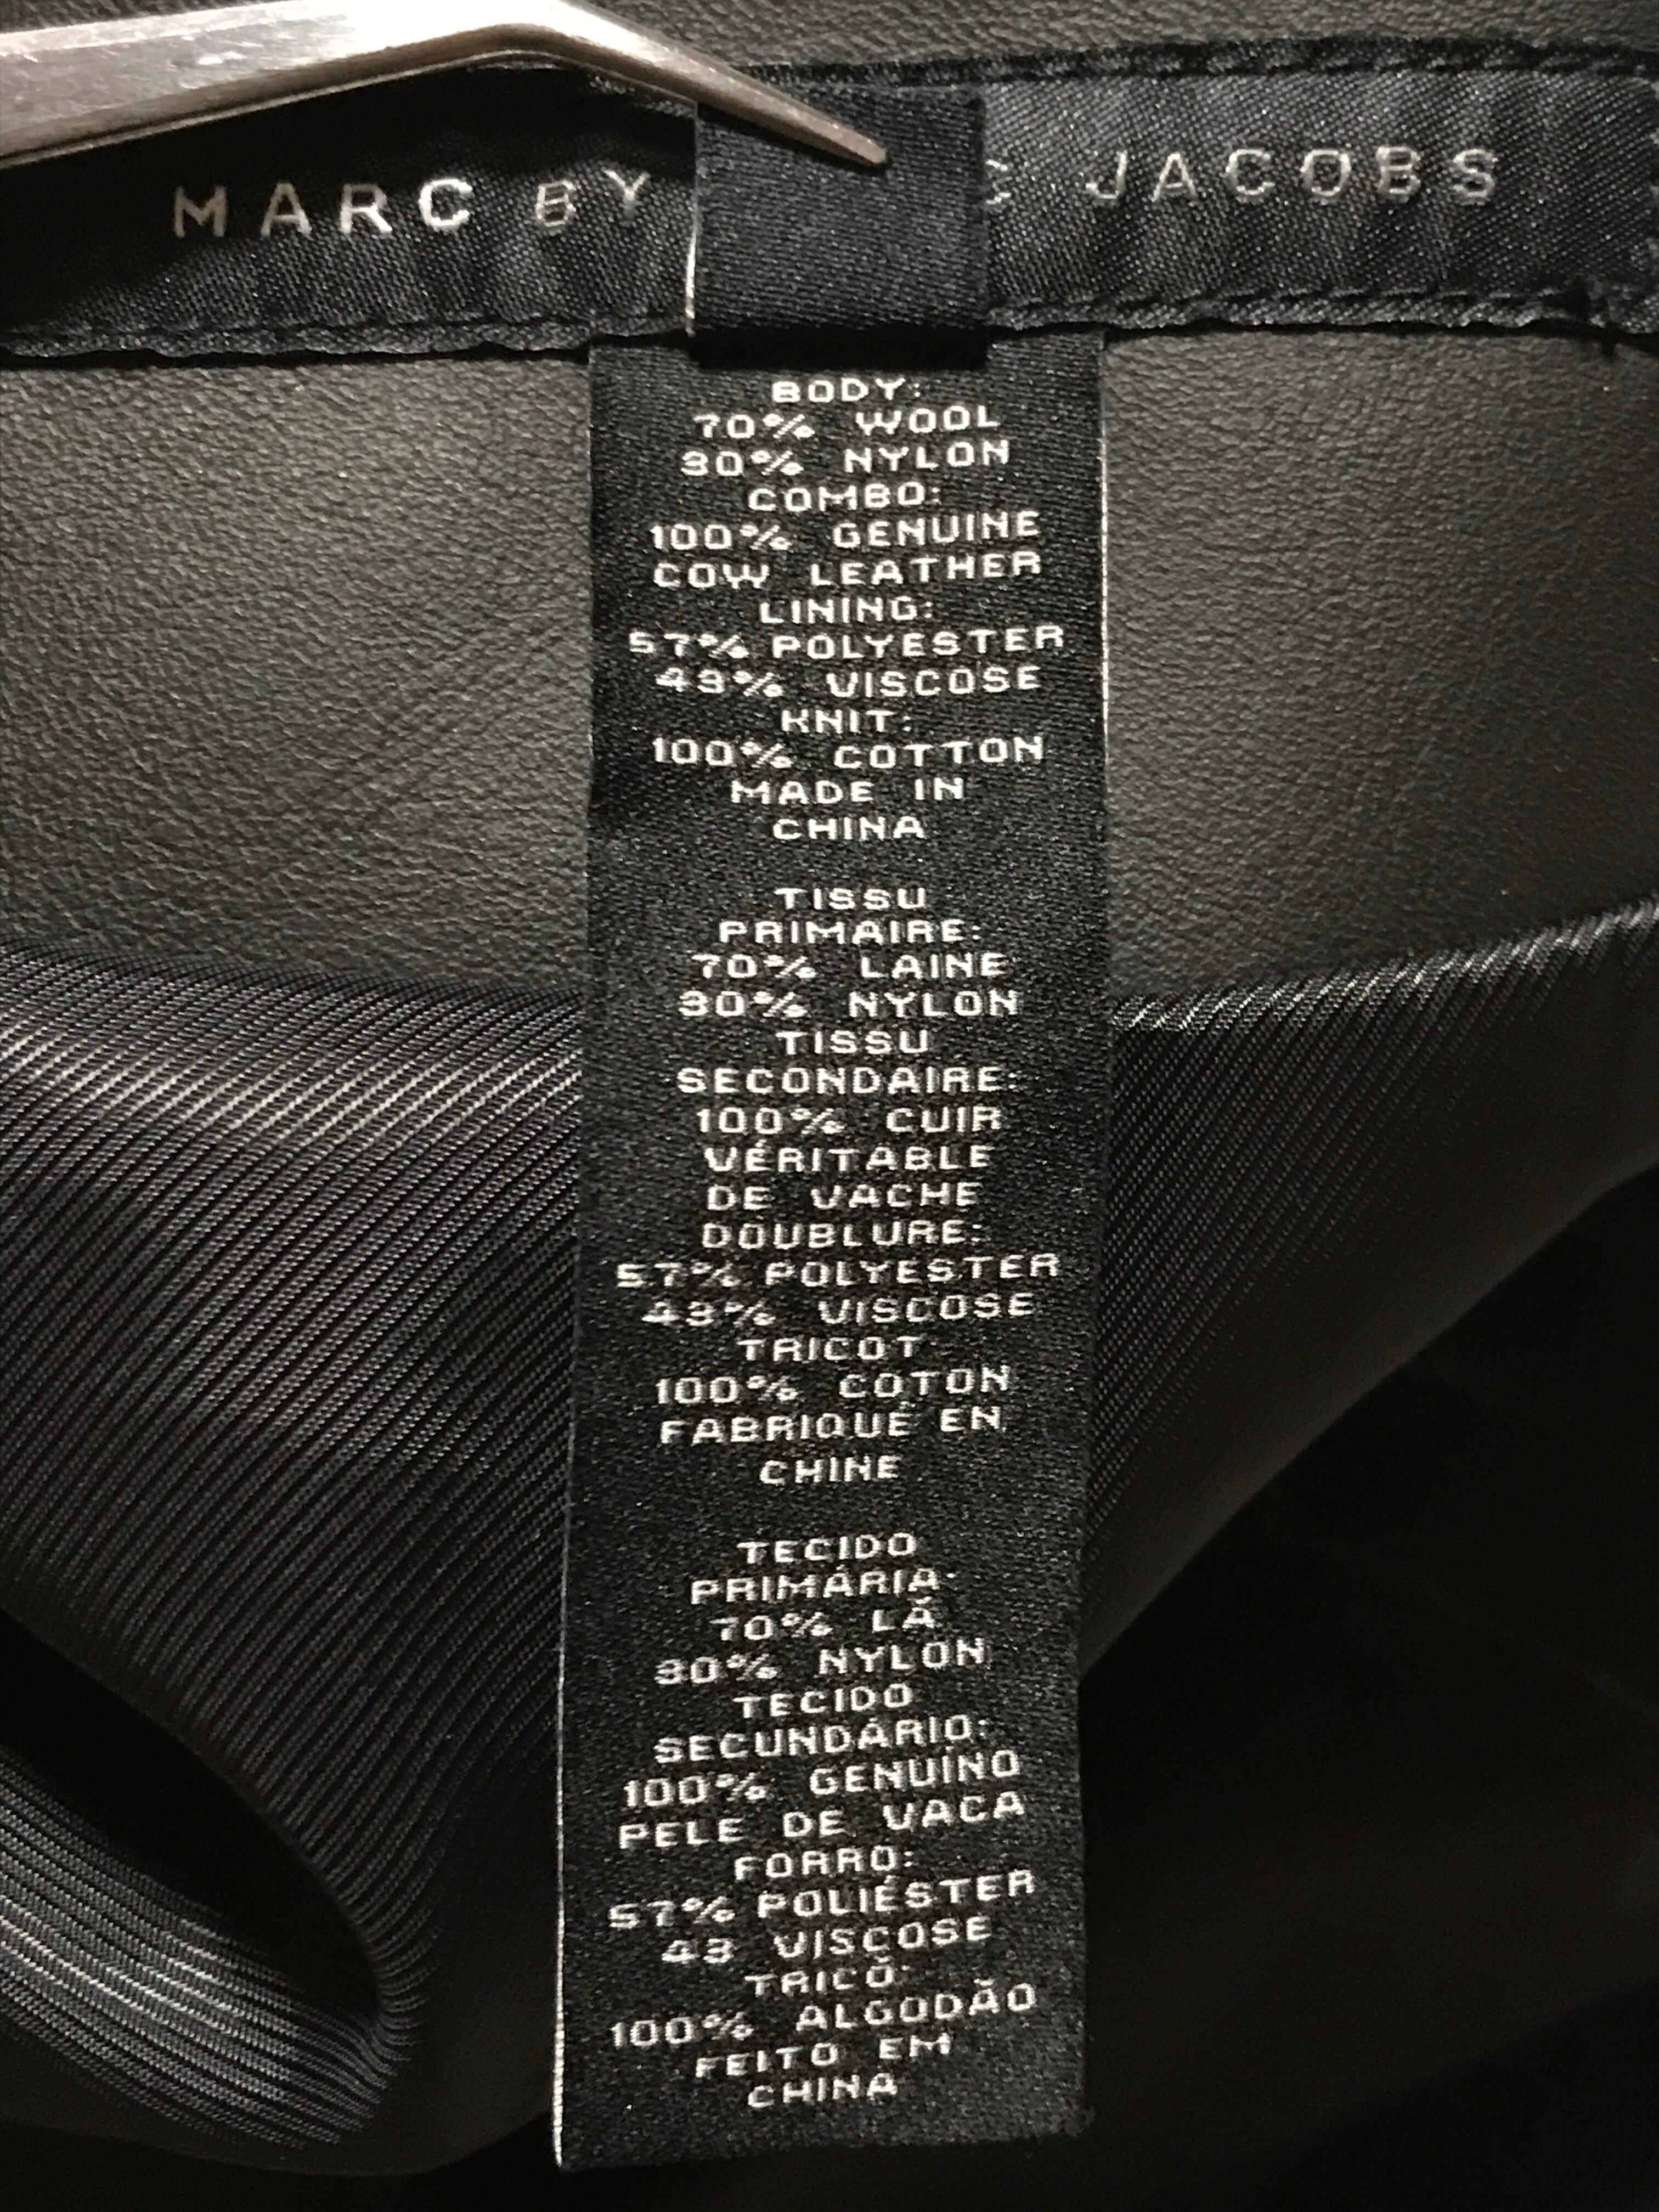 MARC BY JACOBS
BODY:
70% WOOL
30% NYLON
COMBO:
100% GENUINE
COW LEATHER
LINING:
57% POLYESTER
43% VISCOSE
KNIT:
100% COTTON
MADE IN
CHINA
TISSU
PRIMAIRE:
70% LAINE
30% NYLON
TISSU
SECONDAIRE:
100% CUIR
VÉRITABLE
DE VACHE
DOUBLURE:
57% POLYESTER
43% VISCOSE
TRICOT
100% COTON
FABRIQUÉ EN
CHINE
TECIDO
PRIMÁRIA:
70% LÃ
30% NYLON
TECIDO
SECUNDÁRIO:
100% GENUÍNO
PELE DE VACA
FORRO:
57% POLIÉSTER
43 VISCOSE
TRICÔ:
100% ALGODÃO
FEITO EM
CHINA